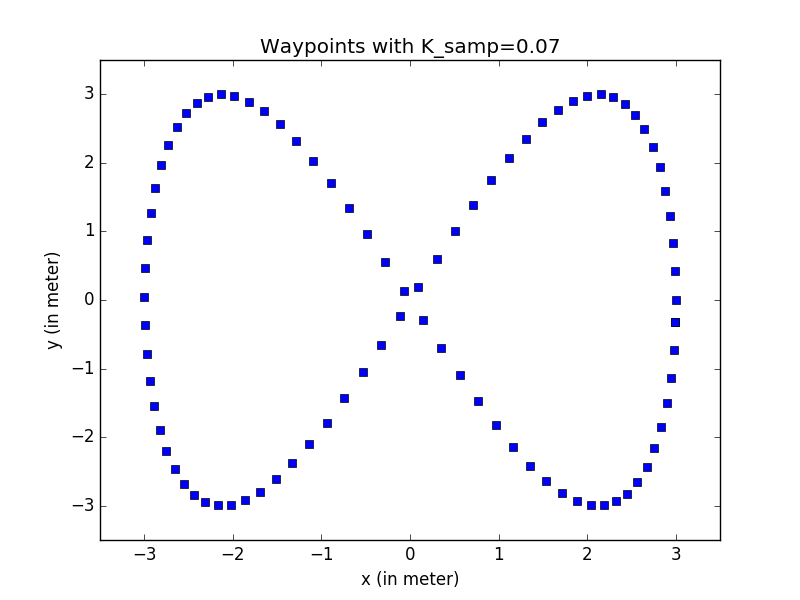 Waypoints with K_samp=0.07
3
2
1
0
−1
−2
−3
y (in meter)
−3 −2 −1 0 1 2 3
x (in meter)